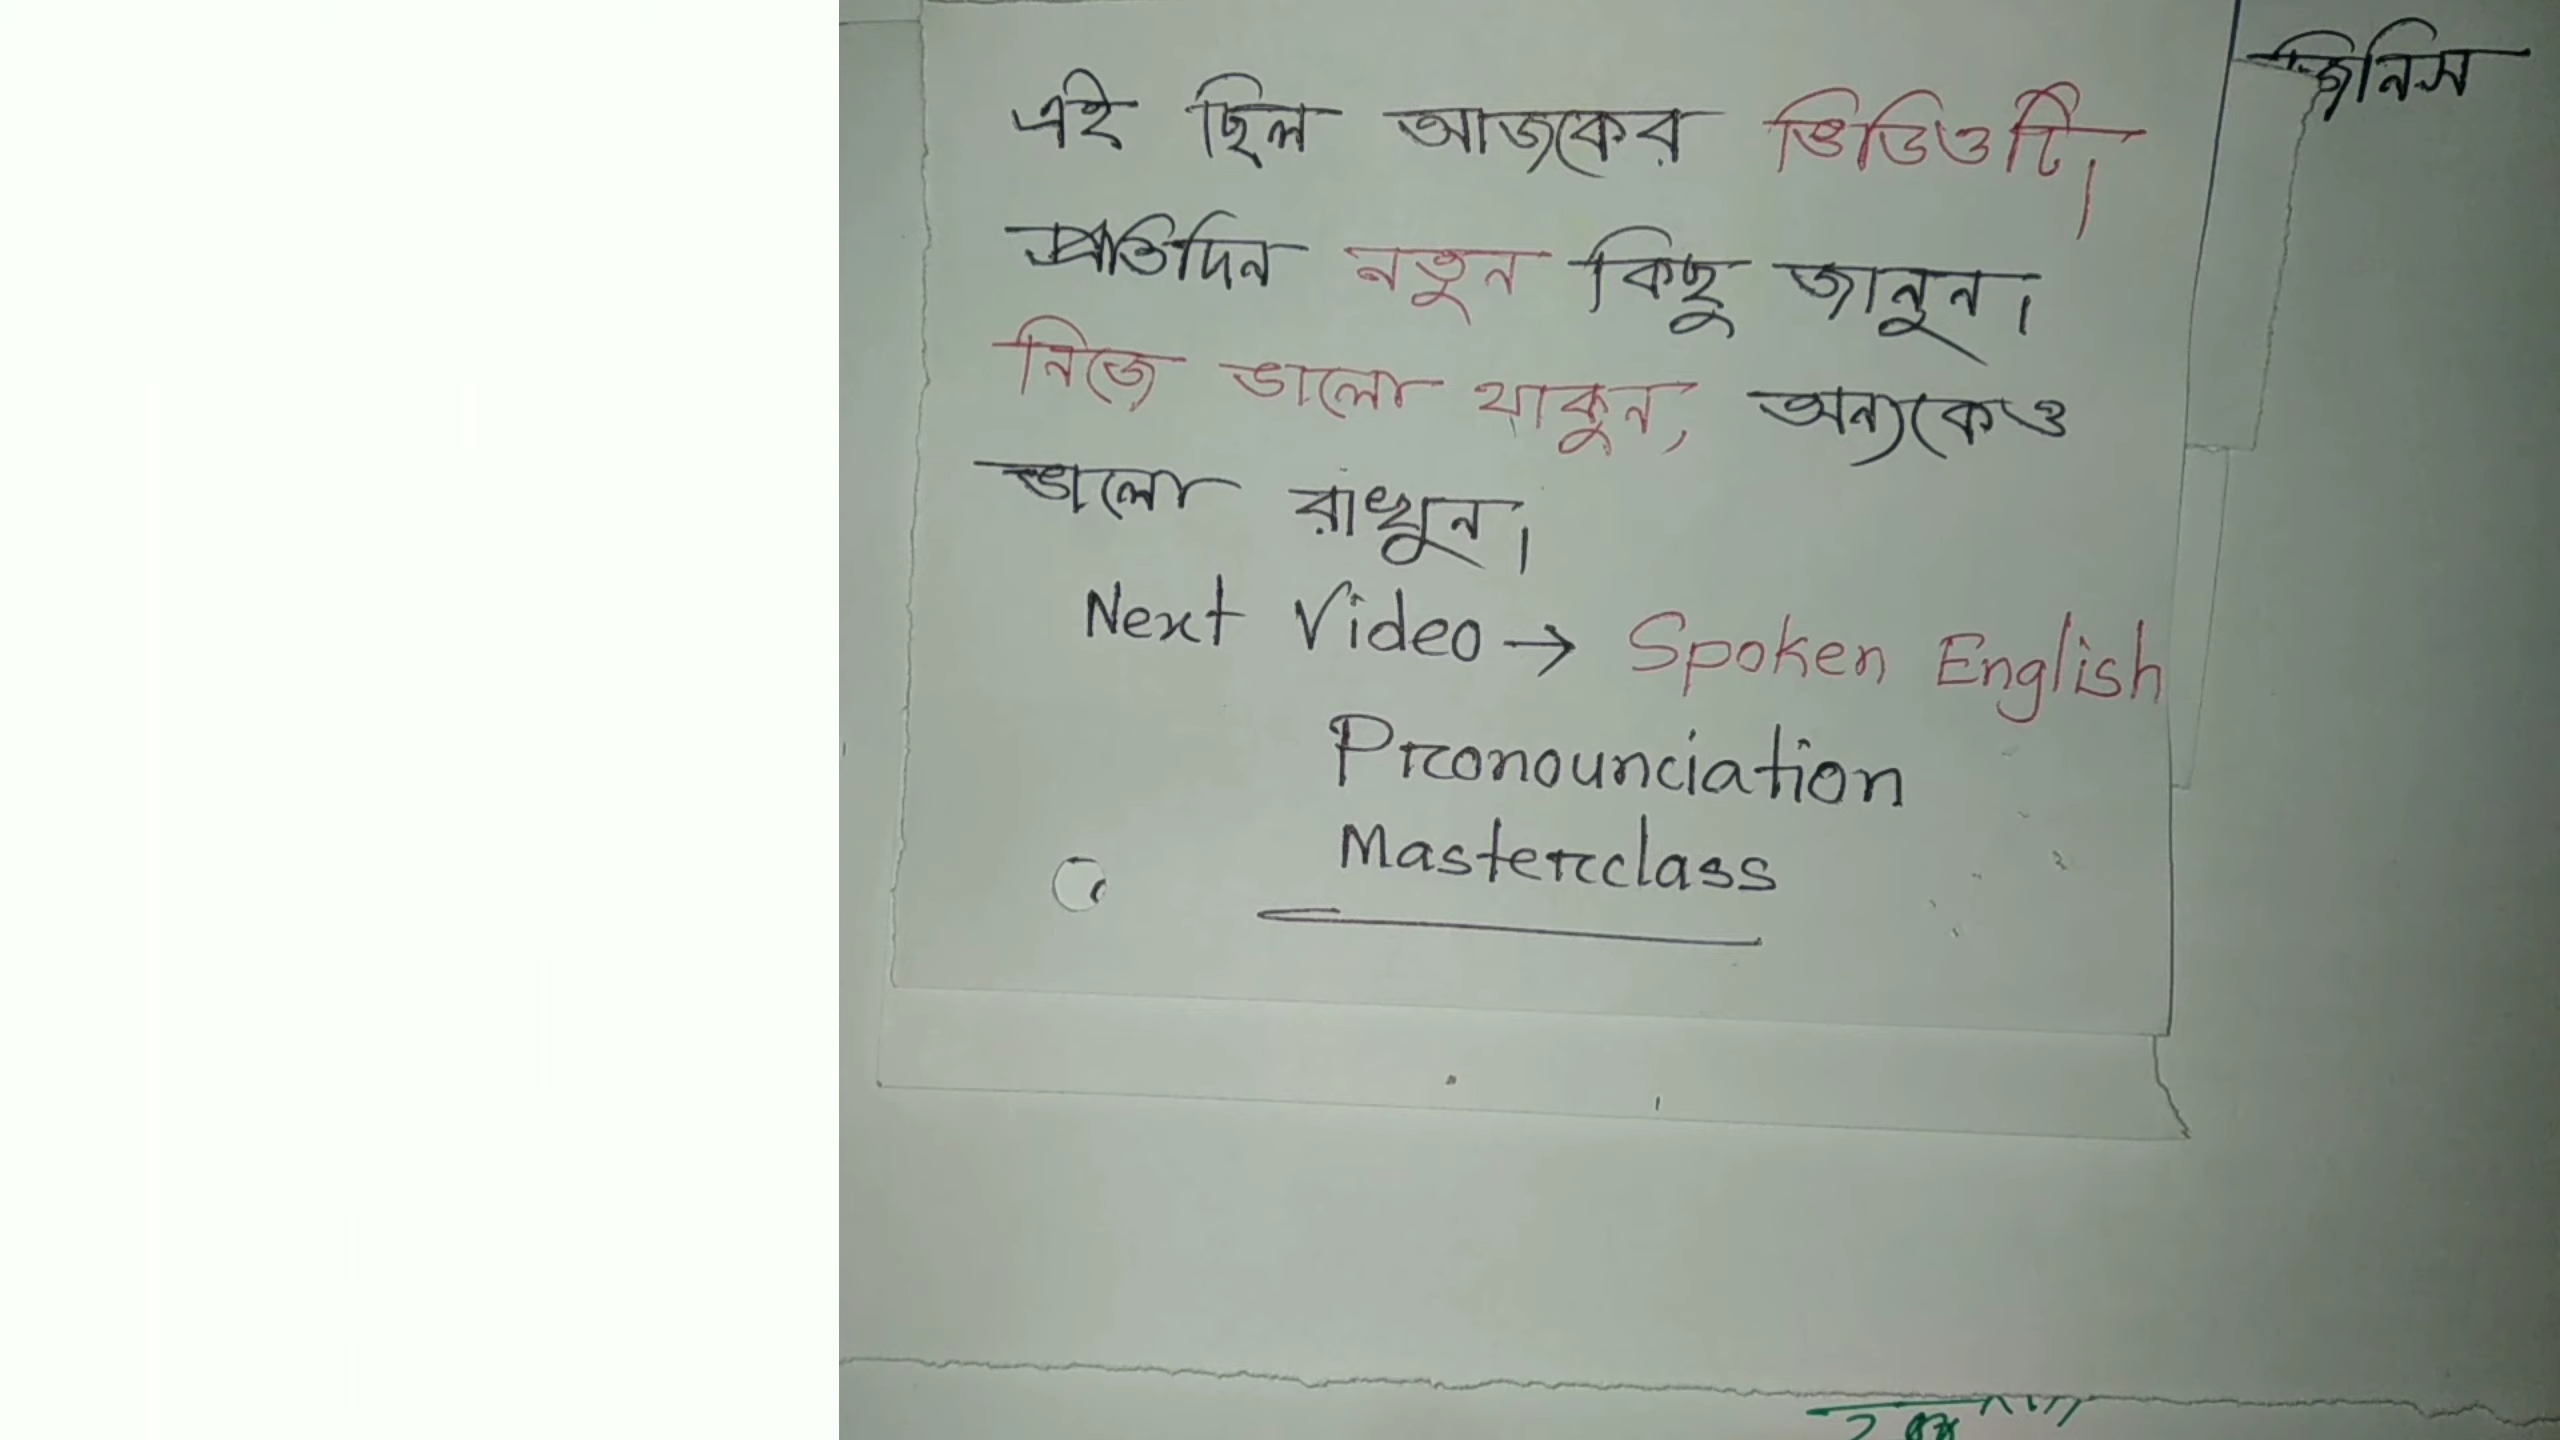 এই ছিল আজকের ভিডিওটি।
প্রতিদিন নতুন কিছু জানুন।
নিজে ভালো থাকুন, অন্যকেও
ভালো রাখুন।
Next Video → Spoken English
Pronounciation
Masterclass
জিনিস